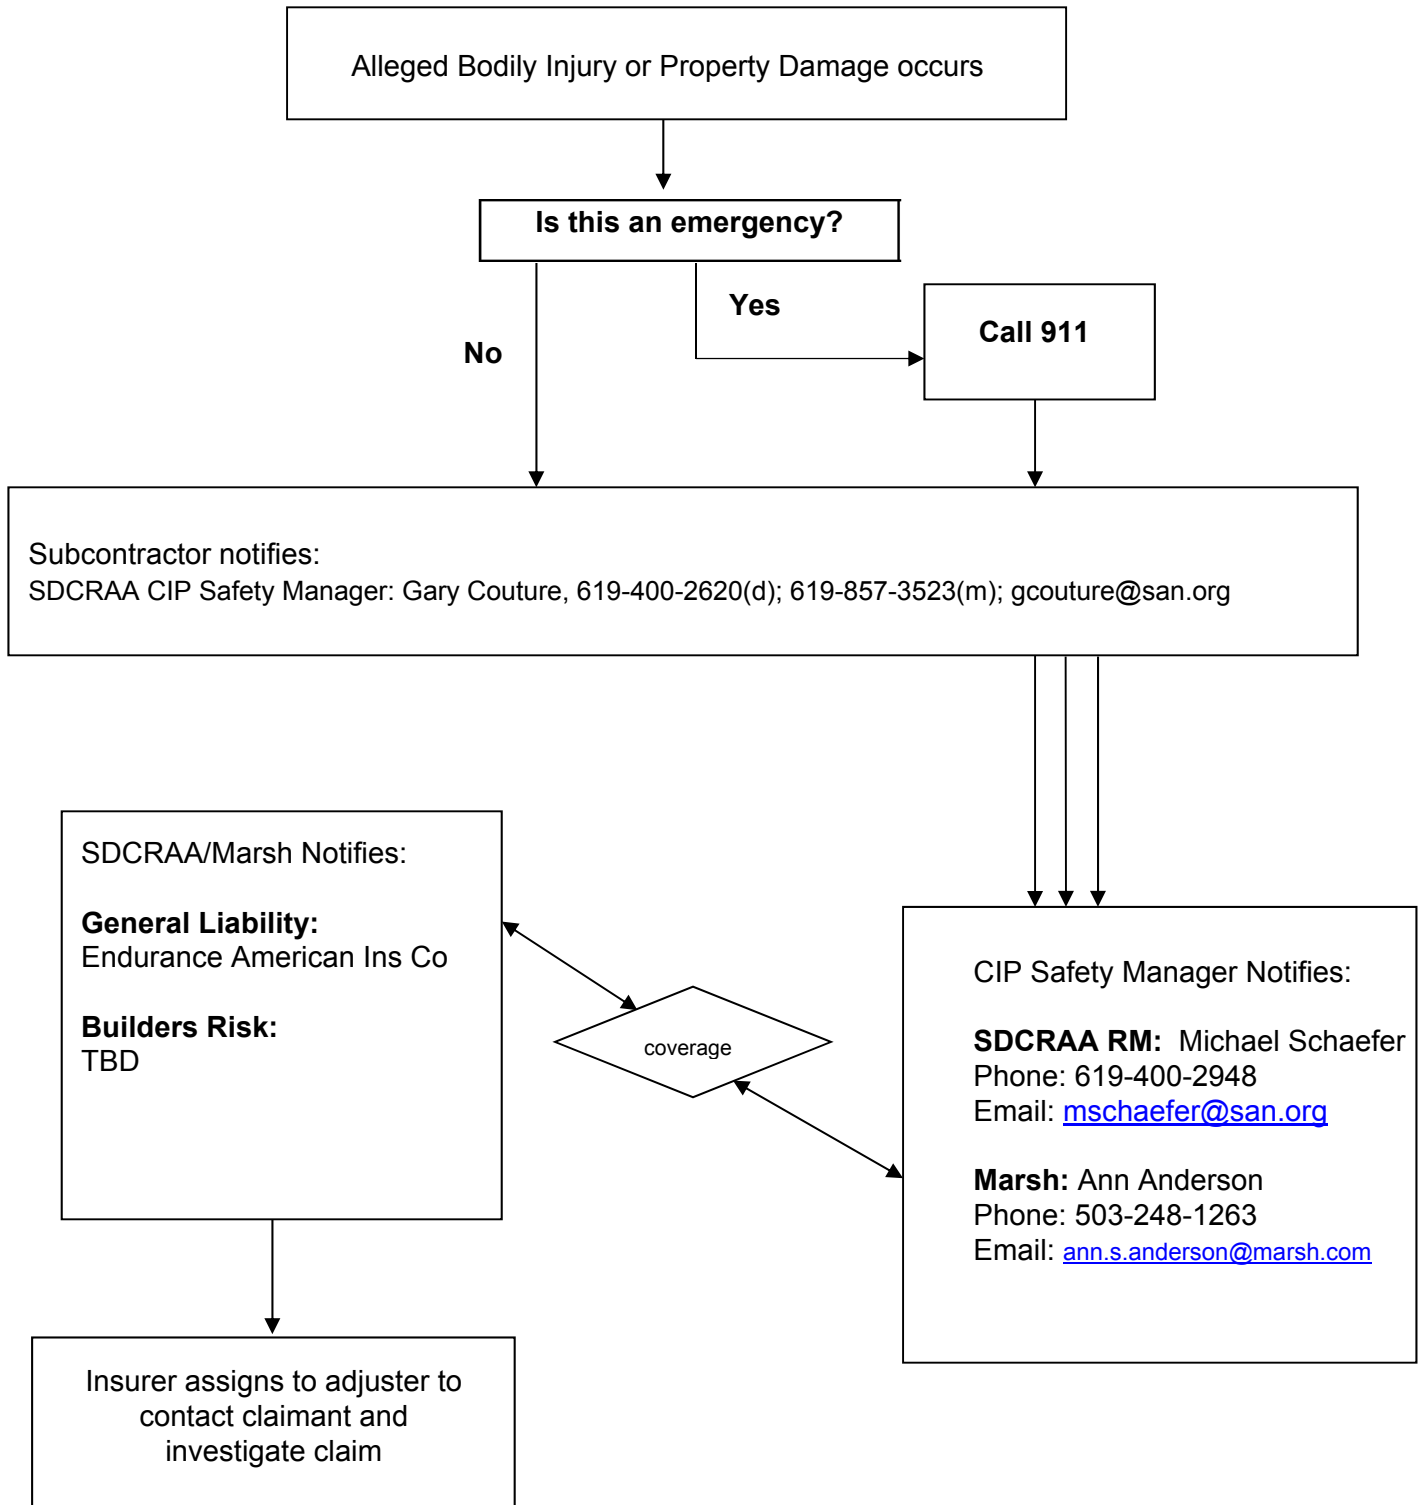 Alleged Bodily Injury or Property Damage occurs
Is this an emergency?
Yes
Call 911
No
Subcontractor notifies:
SDCRAA CIP Safety Manager: Gary Couture, 619-400-2620(d); 619-857-3523(m); gcouture@san.org
SDCRAA/Marsh Notifies:
General Liability:
Endurance American Ins Co
Builders Risk:
TBD
coverage
CIP Safety Manager Notifies:
SDCRAA RM: Michael Schaefer
Phone: 619-400-2948
Email: mschaefer@san.org
Marsh: Ann Anderson
Phone: 503-248-1263
Email: ann.s.anderson@marsh.com
Insurer assigns to adjuster to
contact claimant and
investigate claim